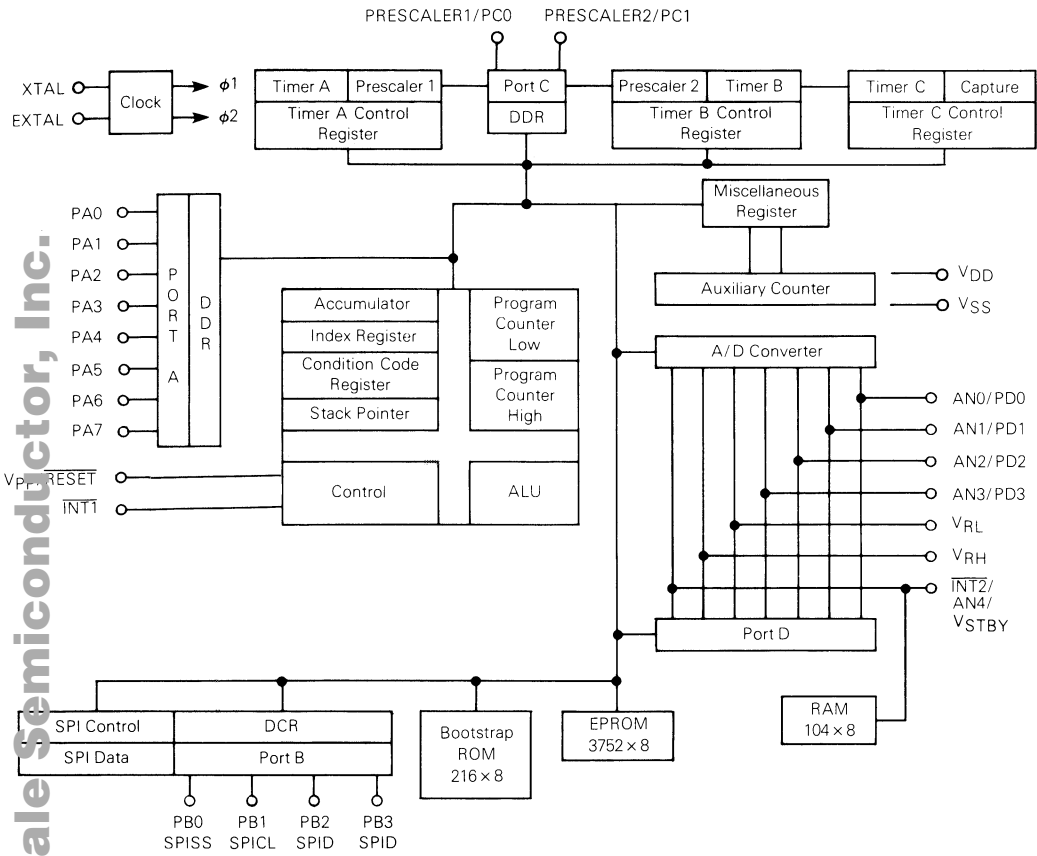 PRESCALER1/PC0 PRESCALER2/PC1
XTAL
EXTAL
Clock
ϕ1
ϕ2
Timer A Prescaler 1
Timer A Control
Register
Port C
DDR
Prescaler 2 Timer B
Timer B Control
Register
Timer C Capture
Timer C Control
Register
Miscellaneous
Register
Auxiliary Counter
VDD
VSS
PA0
PA1
PA2
PA3
PA4
PA5
PA6
PA7
PORT A
DDR
Accumulator
Index Register
Condition Code
Register
Stack Pointer
Program
Counter
Low
Program
Counter
High
Control
ALU
VPP/RESET
INT1
A/D Converter
AN0/PD0
AN1/PD1
AN2/PD2
AN3/PD3
VRL
VRH
INT2/
AN4/
VSTBY
Port D
SPI Control DCR
SPI Data Port B
Bootstrap
ROM
216 × 8
EPROM
3752 × 8
RAM
104 × 8
PB0 PB1 PB2 PB3
SPISS SPICL SPID SPID
ale Semiconductor, Inc.